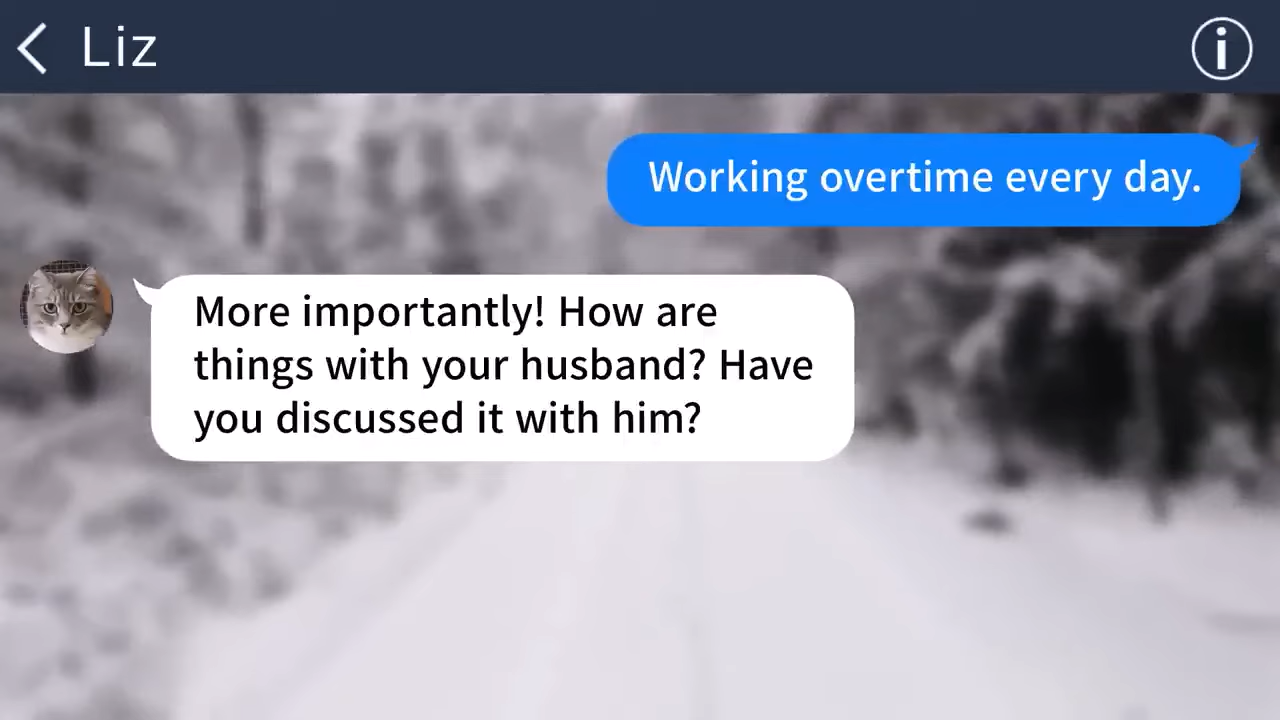 Liz
Working overtime every day.
More importantly! How are
things with your husband? Have
you discussed it with him?